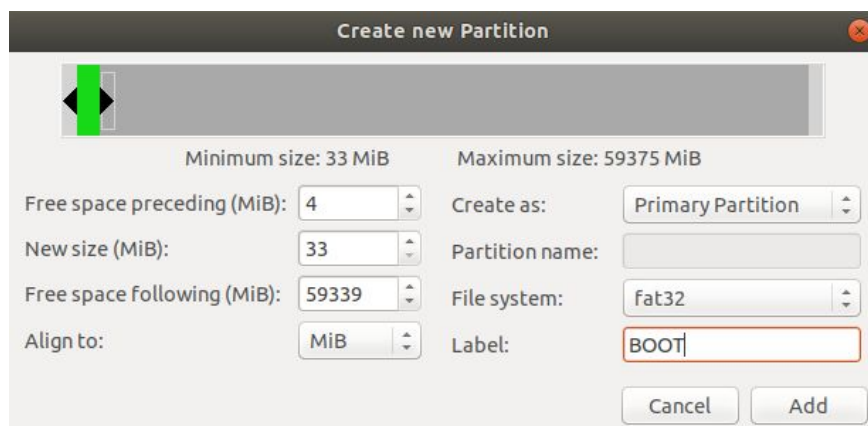 Create new Partition
Minimum size: 33 MiB Maximum size: 59375 MiB
Free space preceding (MiB): 4 Create as: Primary Partition
New size (MiB): 33 Partition name:
Free space following (MiB): 59339 File system: fat32
Align to: MiB Label: BOOT
Cancel Add